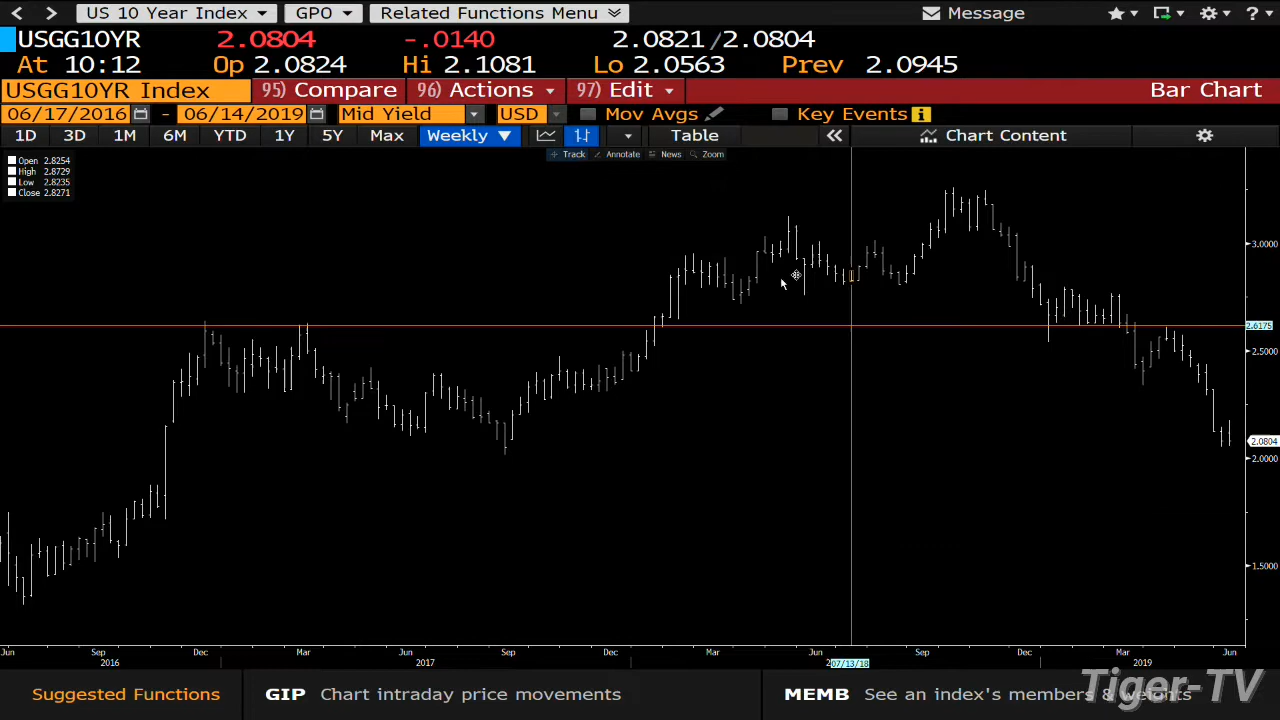 US 10 Year Index GPO Related Functions Menu Message ?
USGG10YR 2.0804 -.0140 2.0821/2.0804
At 10:12 Op 2.0824 Hi 2.1081 Lo 2.0563 Prev 2.0945
USGG10YR Index 95) Compare 96) Actions 97) Edit Bar Chart
06/17/2016 - 06/14/2019 Mid Yield USD Mov Avgs Key Events i
1D 3D 1M 6M YTD 1Y 5Y Max Weekly Table Chart Content
Track Annotate News Zoom
Open 2.8254
High 2.8729
Low 2.8235
Close 2.8271
3.0000
2.6175
2.5000
2.0804
2.0000
1.5000
Jun Sep Dec Mar Jun Sep Dec Mar Jun Sep Dec Mar Jun
2016 2017 07/13/18 2019
Suggested Functions GIP Chart intraday price movements MEMB See an index's members & weights
Tiger-TV